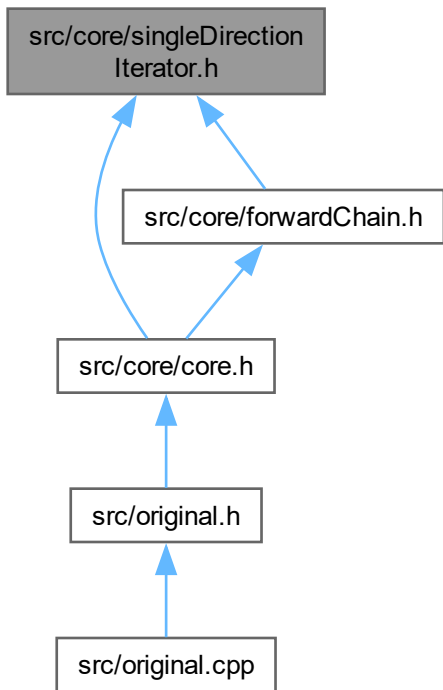 src/core/singleDirection
Iterator.h
src/core/forwardChain.h
src/core/core.h
src/original.h
src/original.cpp